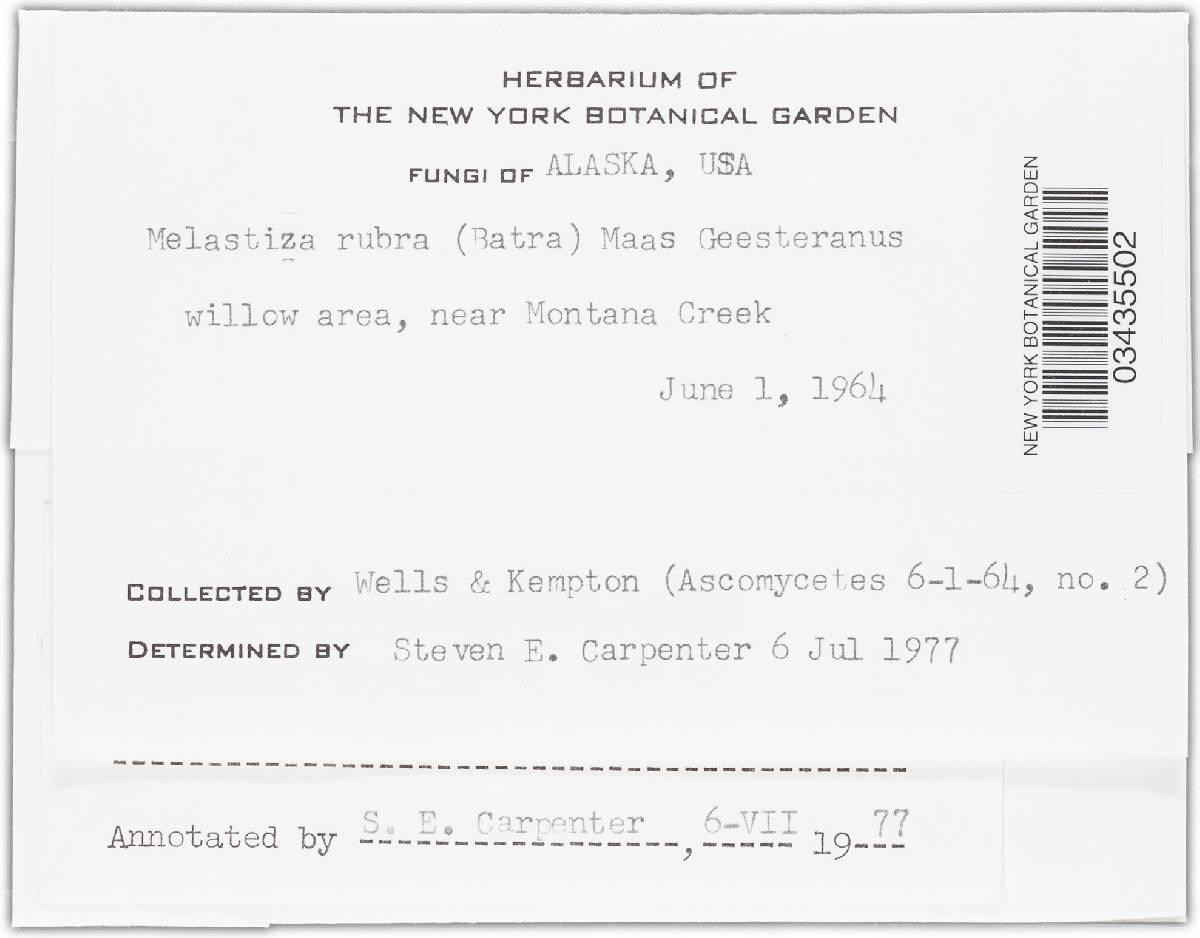 HERBARIUM OF
THE NEW YORK BOTANICAL GARDEN
FUNGI OF ALASKA, USA
Melastiza rubra (Batra) Maas Geesteranus
willow area, near Montana Creek
June 1, 1964
COLLECTED BY Wells & Kempton (Ascomycetes 6-1-64, no. 2)
DETERMINED BY Steven E. Carpenter 6 Jul 1977
Annotated by S. E. Carpenter, 6-VII 1977
NEW YORK BOTANICAL GARDEN
03435502